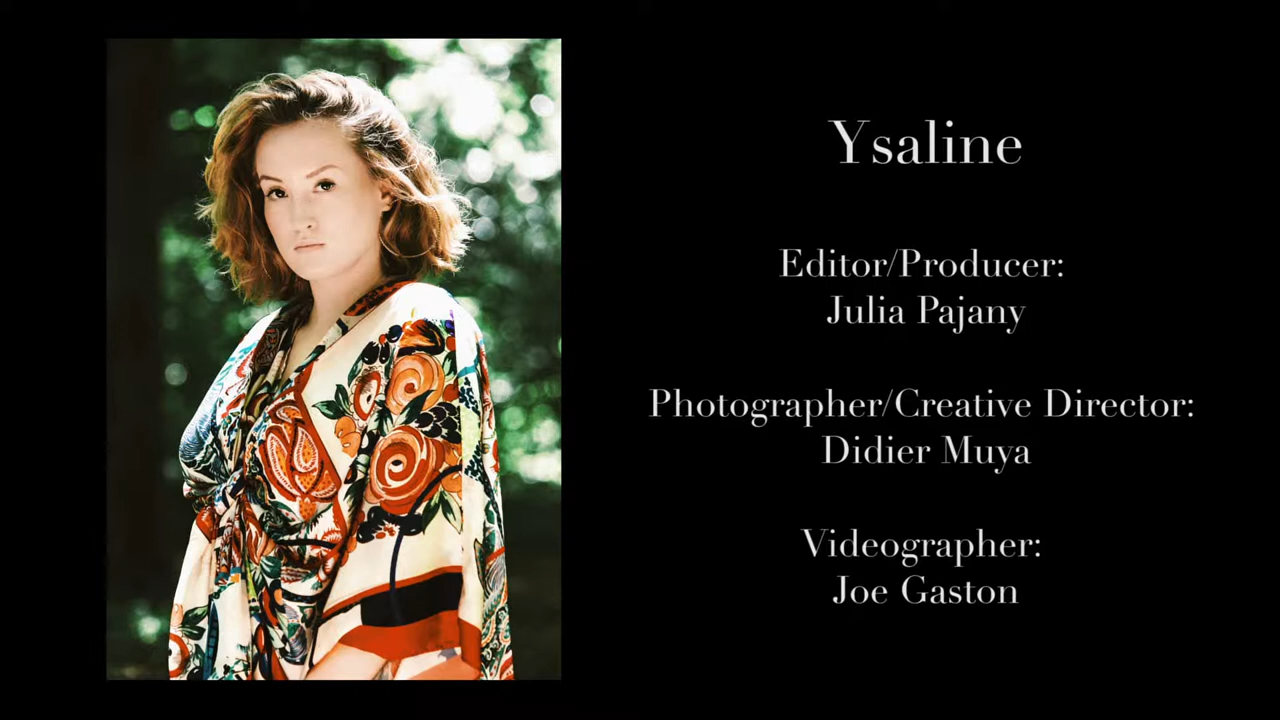 Ysaline
Editor/Producer:
Julia Pajany
Photographer/Creative Director:
Didier Muya
Videographer:
Joe Gaston